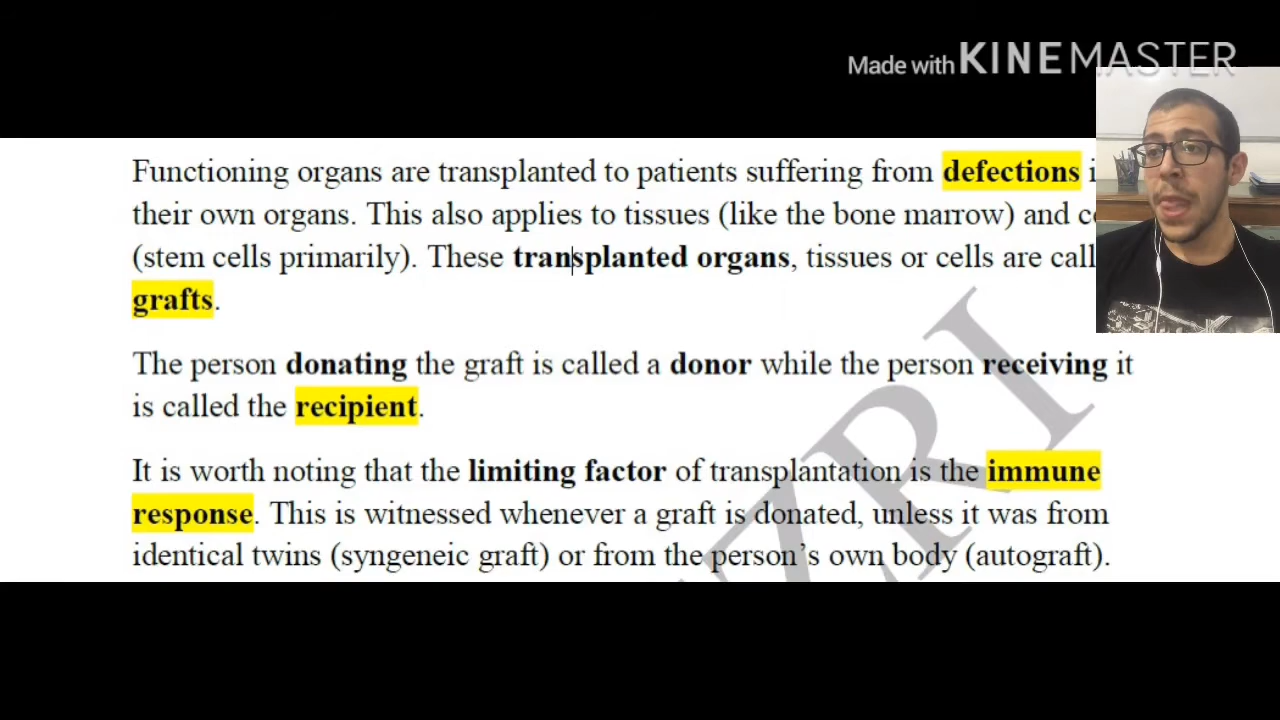 Made with KINEMASTER
Functioning organs are transplanted to patients suffering from defections
their own organs. This also applies to tissues (like the bone marrow) and
(stem cells primarily). These transplanted organs, tissues or cells are
grafts.
The person donating the graft is called a donor while the person receiving it
is called the recipient.
It is worth noting that the limiting factor of transplantation is the immune
response. This is witnessed whenever a graft is donated, unless it was from
identical twins (syngeneic graft) or from the person’s own body (autograft).